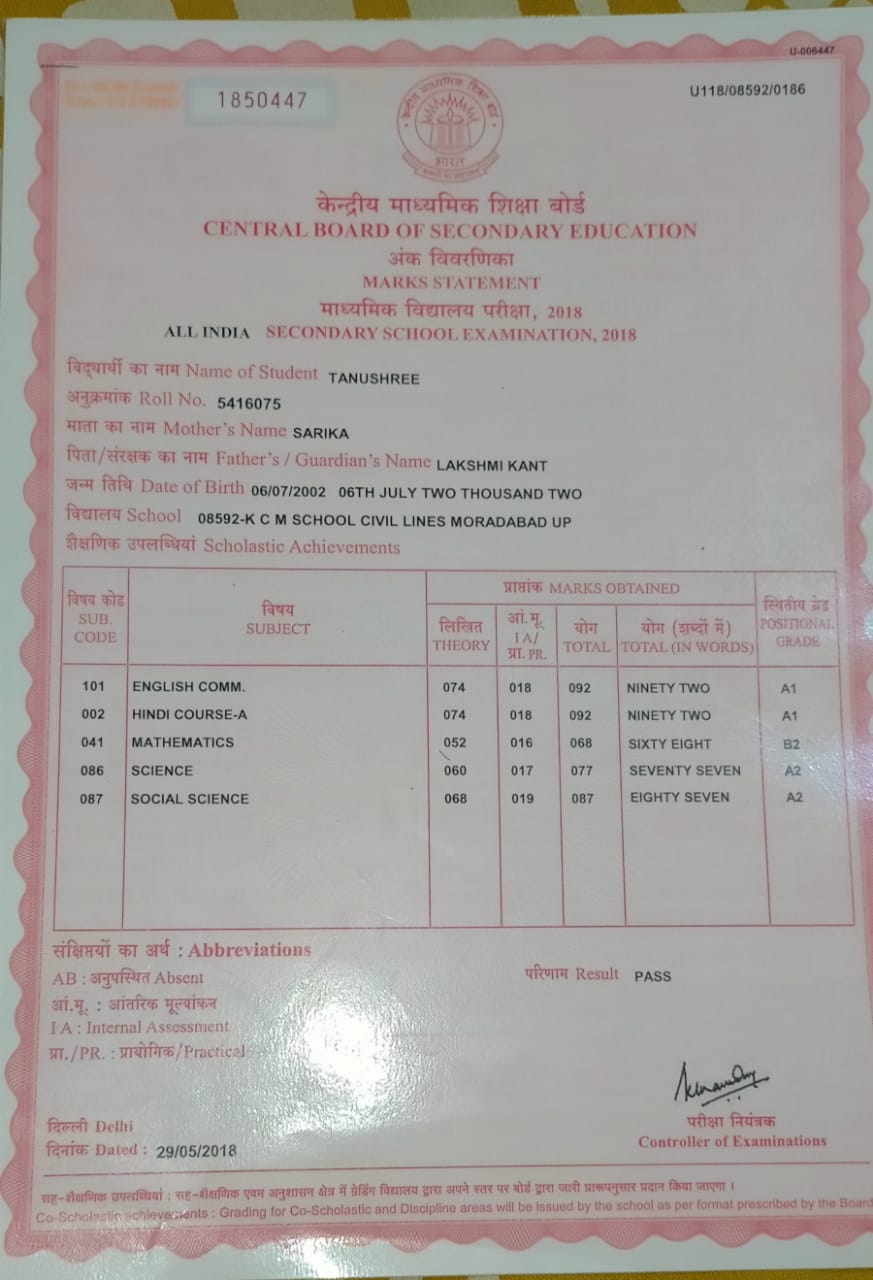 U-006447
1850447
U118/08592/0186
भारत
केन्द्रीय माध्यमिक शिक्षा बोर्ड
CENTRAL BOARD OF SECONDARY EDUCATION
अंक विवरणिका
MARKS STATEMENT
माध्यमिक विद्यालय परीक्षा, 2018
ALL INDIA SECONDARY SCHOOL EXAMINATION, 2018
विद्यार्थी का नाम Name of Student TANUSHREE
अनुक्रमांक Roll No. 5416075
माता का नाम Mother's Name SARIKA
पिता/संरक्षक का नाम Father's / Guardian's Name LAKSHMI KANT
जन्म तिथि Date of Birth 06/07/2002 06TH JULY TWO THOUSAND TWO
विद्यालय School 08592-K C M SCHOOL CIVIL LINES MORADABAD UP
शैक्षणिक उपलब्धियां Scholastic Achievements
विषय कोड SUB. CODE विषय SUBJECT प्राप्तांक MARKS OBTAINED स्थितीय ग्रेड POSITIONAL GRADE
लिखित THEORY आं.मू. I A/ प्रा. PR. योग TOTAL योग (शब्दों में) TOTAL (IN WORDS)
101 ENGLISH COMM. 074 018 092 NINETY TWO A1
002 HINDI COURSE-A 074 018 092 NINETY TWO A1
041 MATHEMATICS 052 016 068 SIXTY EIGHT B2
086 SCIENCE 060 017 077 SEVENTY SEVEN A2
087 SOCIAL SCIENCE 068 019 087 EIGHTY SEVEN A2
संक्षिप्तयों का अर्थ : Abbreviations
AB : अनुपस्थित Absent
परिणाम Result PASS
आं.मू. : आंतरिक मूल्यांकन
I A : Internal Assessment
प्रा./PR. : प्रायोगिक/Practical
दिल्ली Delhi
दिनांक Dated : 29/05/2018
परीक्षा नियंत्रक
Controller of Examinations
सह-शैक्षणिक उपलब्धियां : सह-शैक्षणिक एवम अनुशासन क्षेत्र में ग्रेडिंग विद्यालय द्वारा अपने स्तर पर बोर्ड द्वारा जारी प्रारूपनुसार प्रदान किया जाएगा ।
Co-Scholastic achievements : Grading for Co-Scholastic and Discipline areas will be issued by the school as per format prescribed by the Board